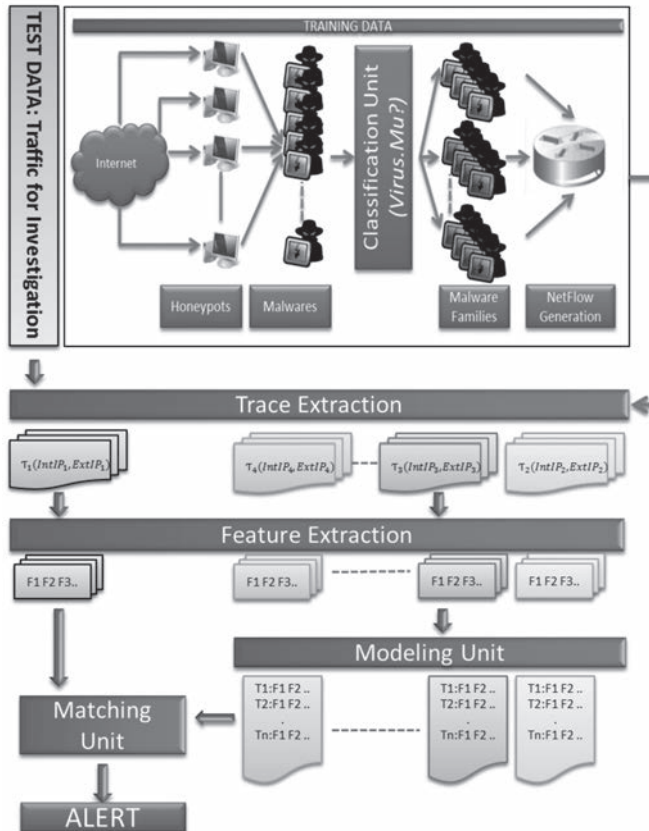 TEST DATA: Traffic for Investigation
TRAINING DATA
Internet
Classification Unit
(Virus.Mu?)
Honeypots
Malwares
Malware
Families
NetFlow
Generation
Trace Extraction
τ₁(IntIP₁,ExtIP₁)
τ₄(IntIP₄,ExtIP₄)
τ₃(IntIP₃,ExtIP₃)
τ₂(IntIP₂,ExtIP₂)
Feature Extraction
F1 F2 F3..
F1 F2 F3..
F1 F2 F3..
F1 F2 F3..
Modeling Unit
T1:F1 F2 ..
T2:F1 F2 ..
.
Tn:F1 F2 ..
T1:F1 F2 ..
T2:F1 F2 ..
.
Tn:F1 F2 ..
T1:F1 F2 ..
T2:F1 F2 ..
.
Tn:F1 F2 ..
Matching
Unit
ALERT